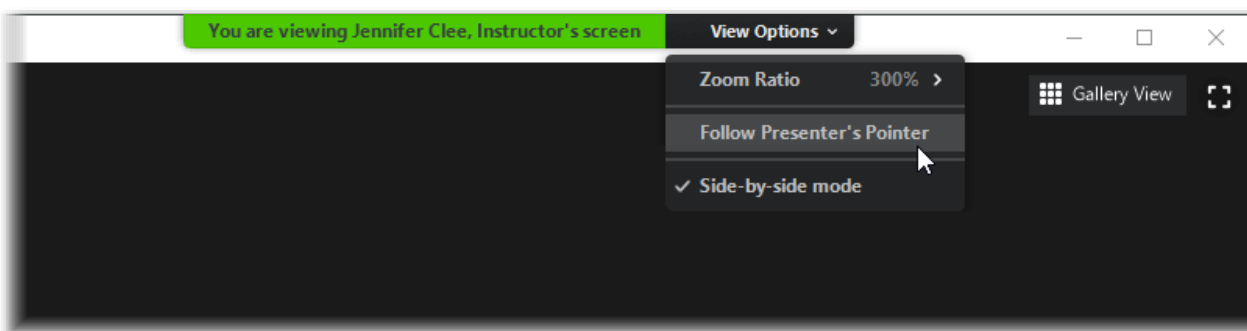 You are viewing Jennifer Clee, Instructor's screen
View Options
Zoom Ratio 300%
Gallery View
Follow Presenter's Pointer
Side-by-side mode